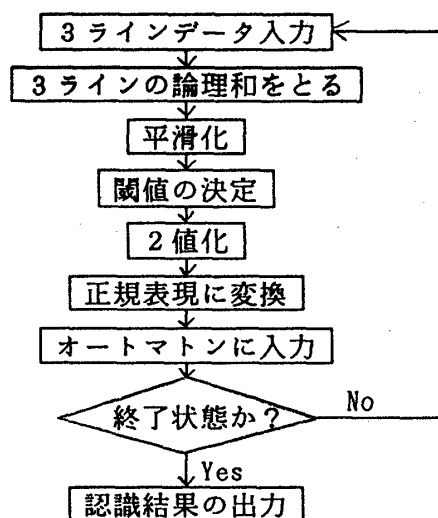 3ラインデータ入力
3ラインの論理和をとる
平滑化
閾値の決定
2値化
正規表現に変換
オートマトンに入力
終了状態か?
No
Yes
認識結果の出力